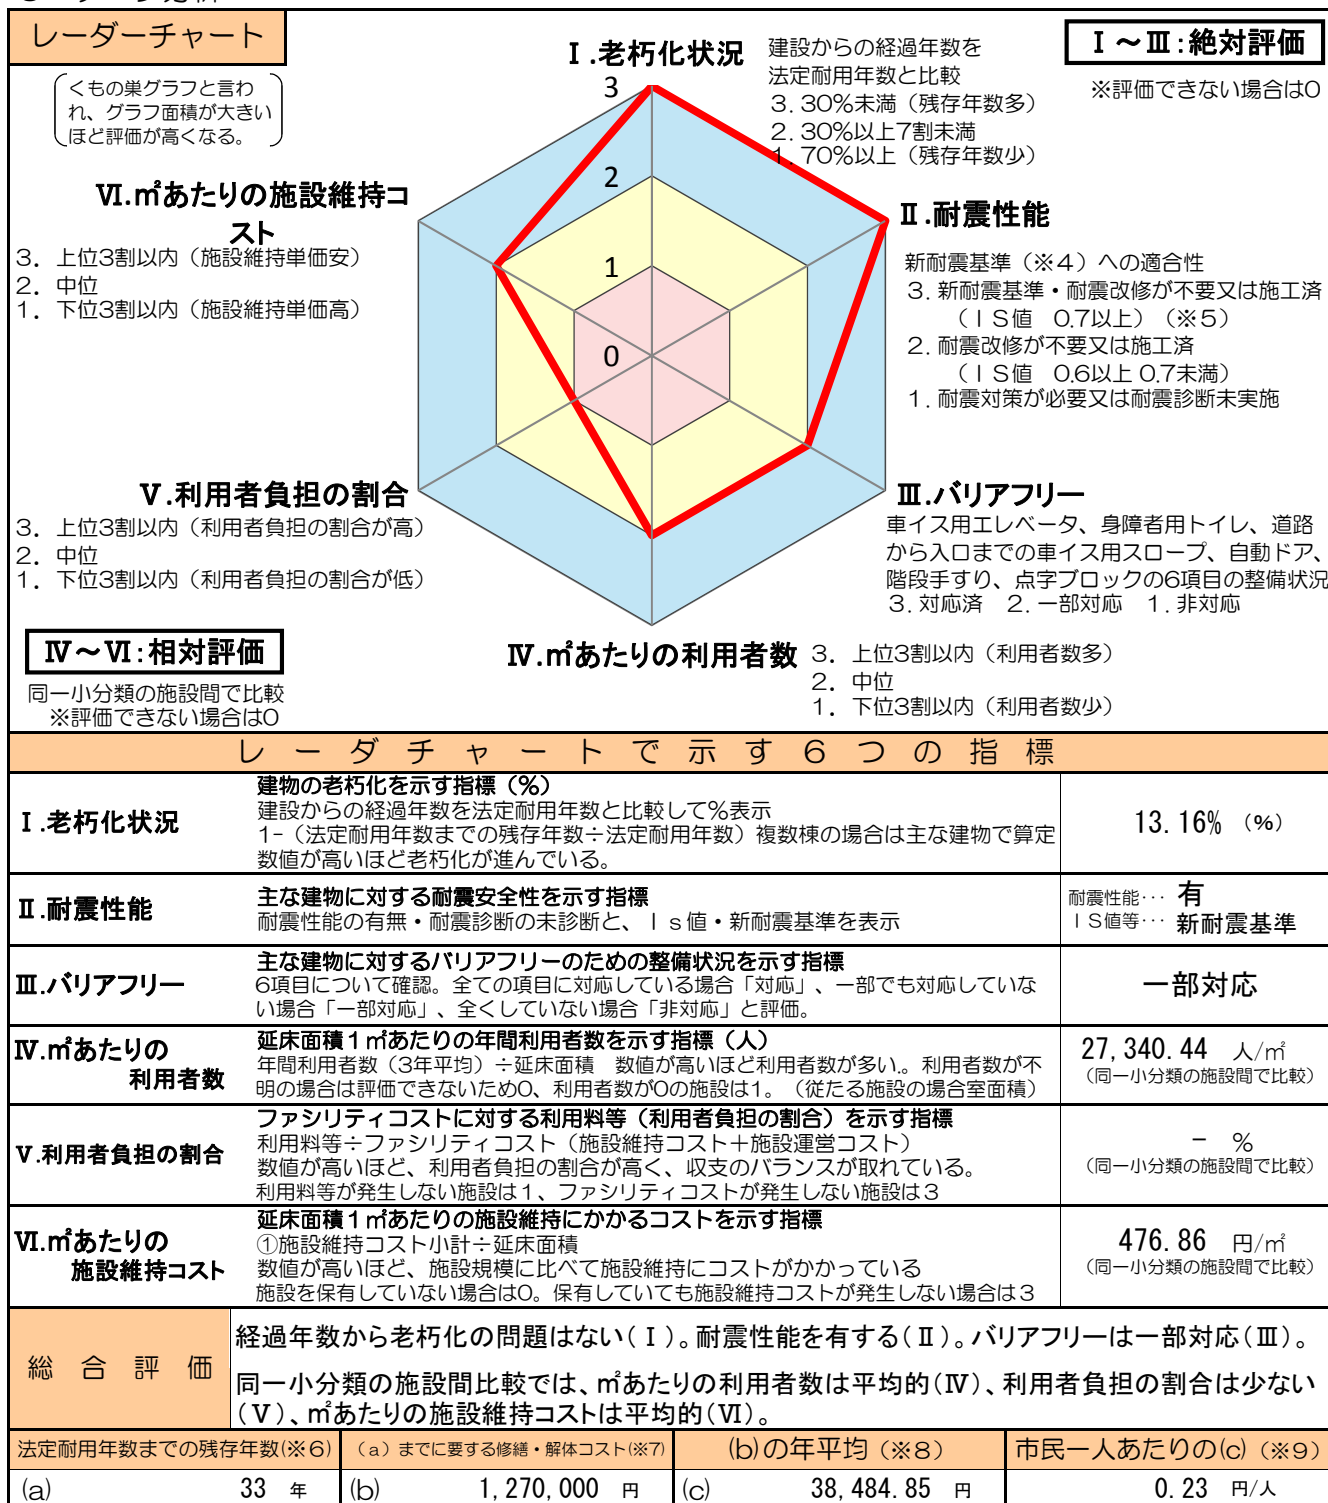 レーダーチャート
くもの巣グラフと言わ
れ、グラフ面積が大きい
ほど評価が高くなる。
Ⅰ.老朽化状況
建設からの経過年数を
法定耐用年数と比較
3. 30%未満（残存年数多）
2. 30%以上7割未満
1. 70%以上（残存年数少）
Ⅰ～Ⅲ:絶対評価
※評価できない場合は0
3
2
1
0
Ⅵ.㎡あたりの施設維持コ
スト
3. 上位3割以内（施設維持単価安）
2. 中位
1. 下位3割以内（施設維持単価高）
Ⅱ.耐震性能
新耐震基準（※4）への適合性
3. 新耐震基準・耐震改修が不要又は施工済
（ＩＳ値 0.7以上）（※5）
2. 耐震改修が不要又は施工済
（ＩＳ値 0.6以上 0.7未満）
1. 耐震対策が必要又は耐震診断未実施
Ⅴ.利用者負担の割合
3. 上位3割以内（利用者負担の割合が高）
2. 中位
1. 下位3割以内（利用者負担の割合が低）
Ⅲ.バリアフリー
車イス用エレベータ、身障者用トイレ、道路
から入口までの車イス用スロープ、自動ドア、
階段手すり、点字ブロックの6項目の整備状況
3. 対応済 2. 一部対応 1. 非対応
Ⅳ～Ⅵ:相対評価
同一小分類の施設間で比較
※評価できない場合は0
Ⅳ.㎡あたりの利用者数
3. 上位3割以内（利用者数多）
2. 中位
1. 下位3割以内（利用者数少）
レーダチャートで示す6つの指標
Ⅰ.老朽化状況
建物の老朽化を示す指標（%）
建設からの経過年数を法定耐用年数と比較して%表示
1-（法定耐用年数までの残存年数÷法定耐用年数）複数棟の場合は主な建物で算定
数値が高いほど老朽化が進んでいる。
13.16% （%）
Ⅱ.耐震性能
主な建物に対する耐震安全性を示す指標
耐震性能の有無・耐震診断の未診断と、Ｉｓ値・新耐震基準を表示
耐震性能… 有
ＩＳ値等… 新耐震基準
Ⅲ.バリアフリー
主な建物に対するバリアフリーのための整備状況を示す指標
6項目について確認。全ての項目に対応している場合「対応」、一部でも対応していな
い場合「一部対応」、全くしていない場合「非対応」と評価。
一部対応
Ⅳ.㎡あたりの
利用者数
延床面積１㎡あたりの年間利用者数を示す指標（人）
年間利用者数（3年平均）÷延床面積 数値が高いほど利用者数が多い。利用者数が不
明の場合は評価できないため0、利用者数が0の施設は1。（従たる施設の場合室面積）
27,340.44 人/㎡
（同一小分類の施設間で比較）
Ⅴ.利用者負担の割合
ファシリティコストに対する利用料等（利用者負担の割合）を示す指標
利用料等÷ファシリティコスト（施設維持コスト＋施設運営コスト）
数値が高いほど、利用者負担の割合が高く、収支のバランスが取れている。
利用料等が発生しない施設は１、ファシリティコストが発生しない施設は３
- %
（同一小分類の施設間で比較）
Ⅵ.㎡あたりの
施設維持コスト
延床面積１㎡あたりの施設維持にかかるコストを示す指標
①施設維持コスト小計÷延床面積
数値が高いほど、施設規模に比べて施設維持にコストがかかっている
施設を保有していない場合は0。保有していても施設維持コストが発生しない場合は３
476.86 円/㎡
（同一小分類の施設間で比較）
総合評価
経過年数から老朽化の問題はない(Ⅰ)。耐震性能を有する(Ⅱ)。バリアフリーは一部対応(Ⅲ)。
同一小分類の施設間比較では、㎡あたりの利用者数は平均的(Ⅳ)、利用者負担の割合は少ない
(Ⅴ)、㎡あたりの施設維持コストは平均的(Ⅵ)。
法定耐用年数までの残存年数(※6) （a）までに要する修繕・解体コスト(※7) (b)の年平均（※8） 市民一人あたりの(c)（※9）
(a) 33 年 (b) 1,270,000 円 (c) 38,484.85 円 0.23 円/人